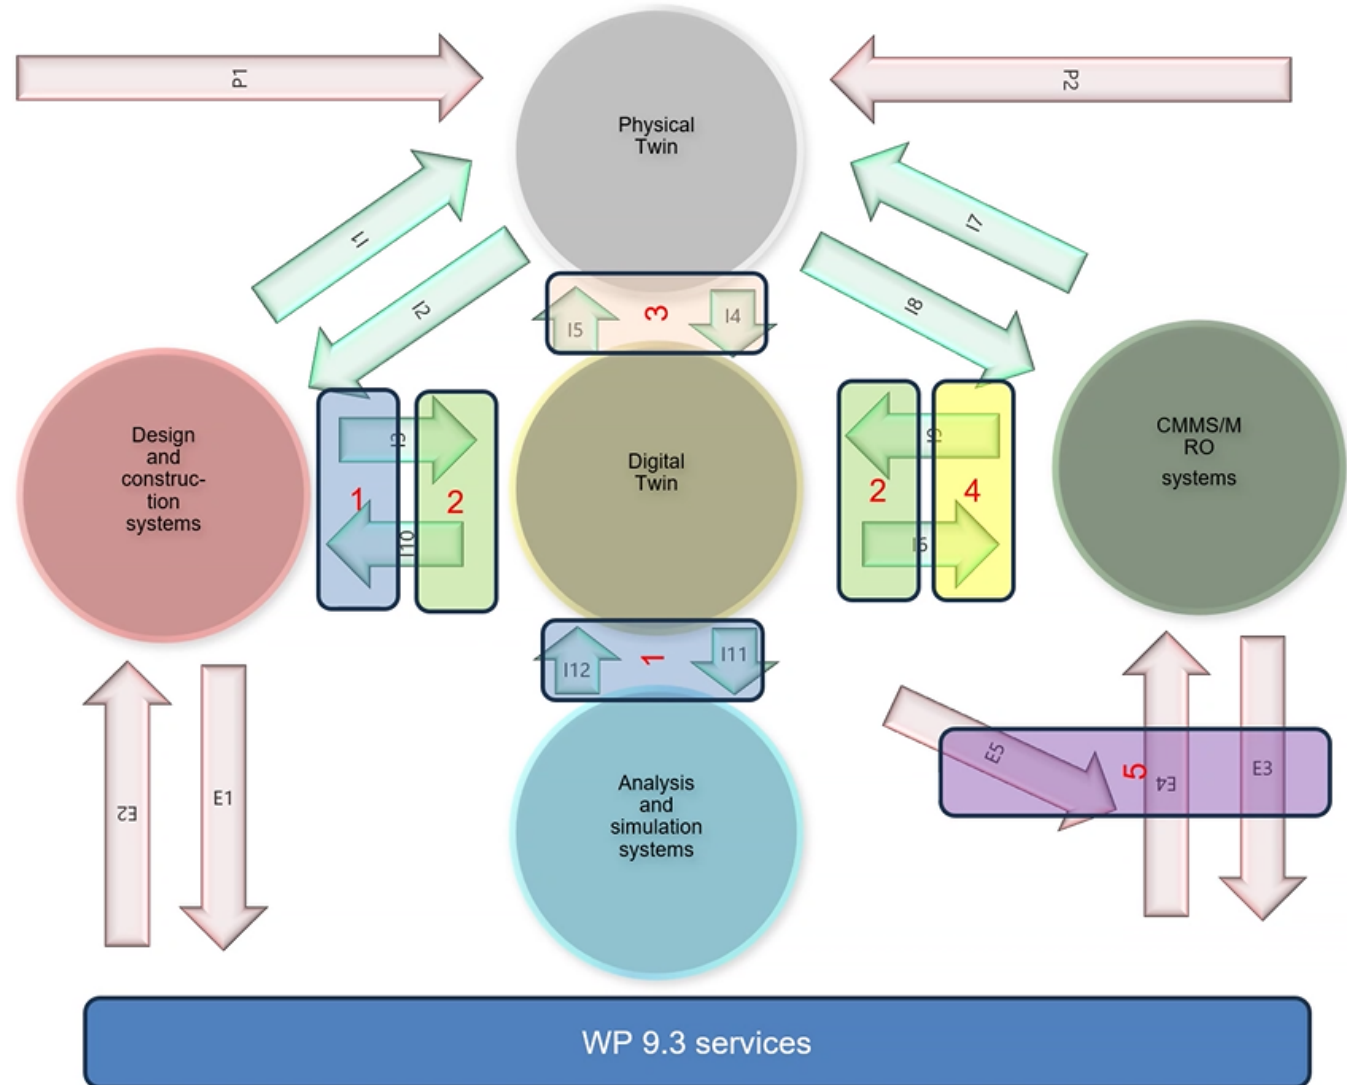 P1
P2
Physical
Twin
I1
I2
I7
I8
I5
3
I4
Design
and
construc-
tion
systems
I3
1
2
I10
Digital
Twin
I9
2
4
I6
CMMS/M
RO
systems
I12
1
I11
E2
E1
Analysis
and
simulation
systems
E5
5
E4
E3
WP 9.3 services